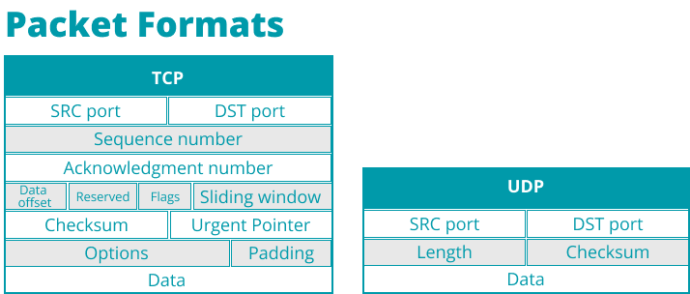 Packet Formats
TCP
SRC port DST port
Sequence number
Acknowledgment number
Data offset Reserved Flags Sliding window
Checksum Urgent Pointer
Options Padding
Data
UDP
SRC port DST port
Length Checksum
Data